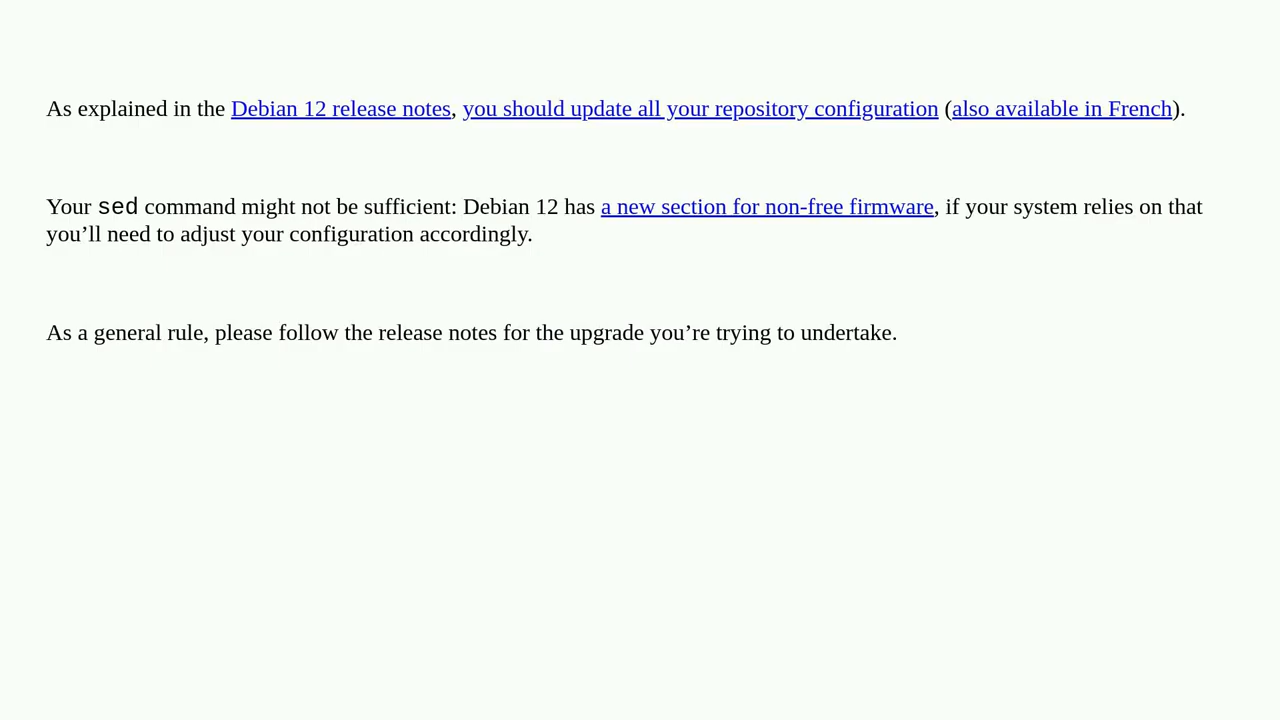 As explained in the Debian 12 release notes, you should update all your repository configuration (also available in French).
Your sed command might not be sufficient: Debian 12 has a new section for non-free firmware, if your system relies on that
you’ll need to adjust your configuration accordingly.
As a general rule, please follow the release notes for the upgrade you’re trying to undertake.